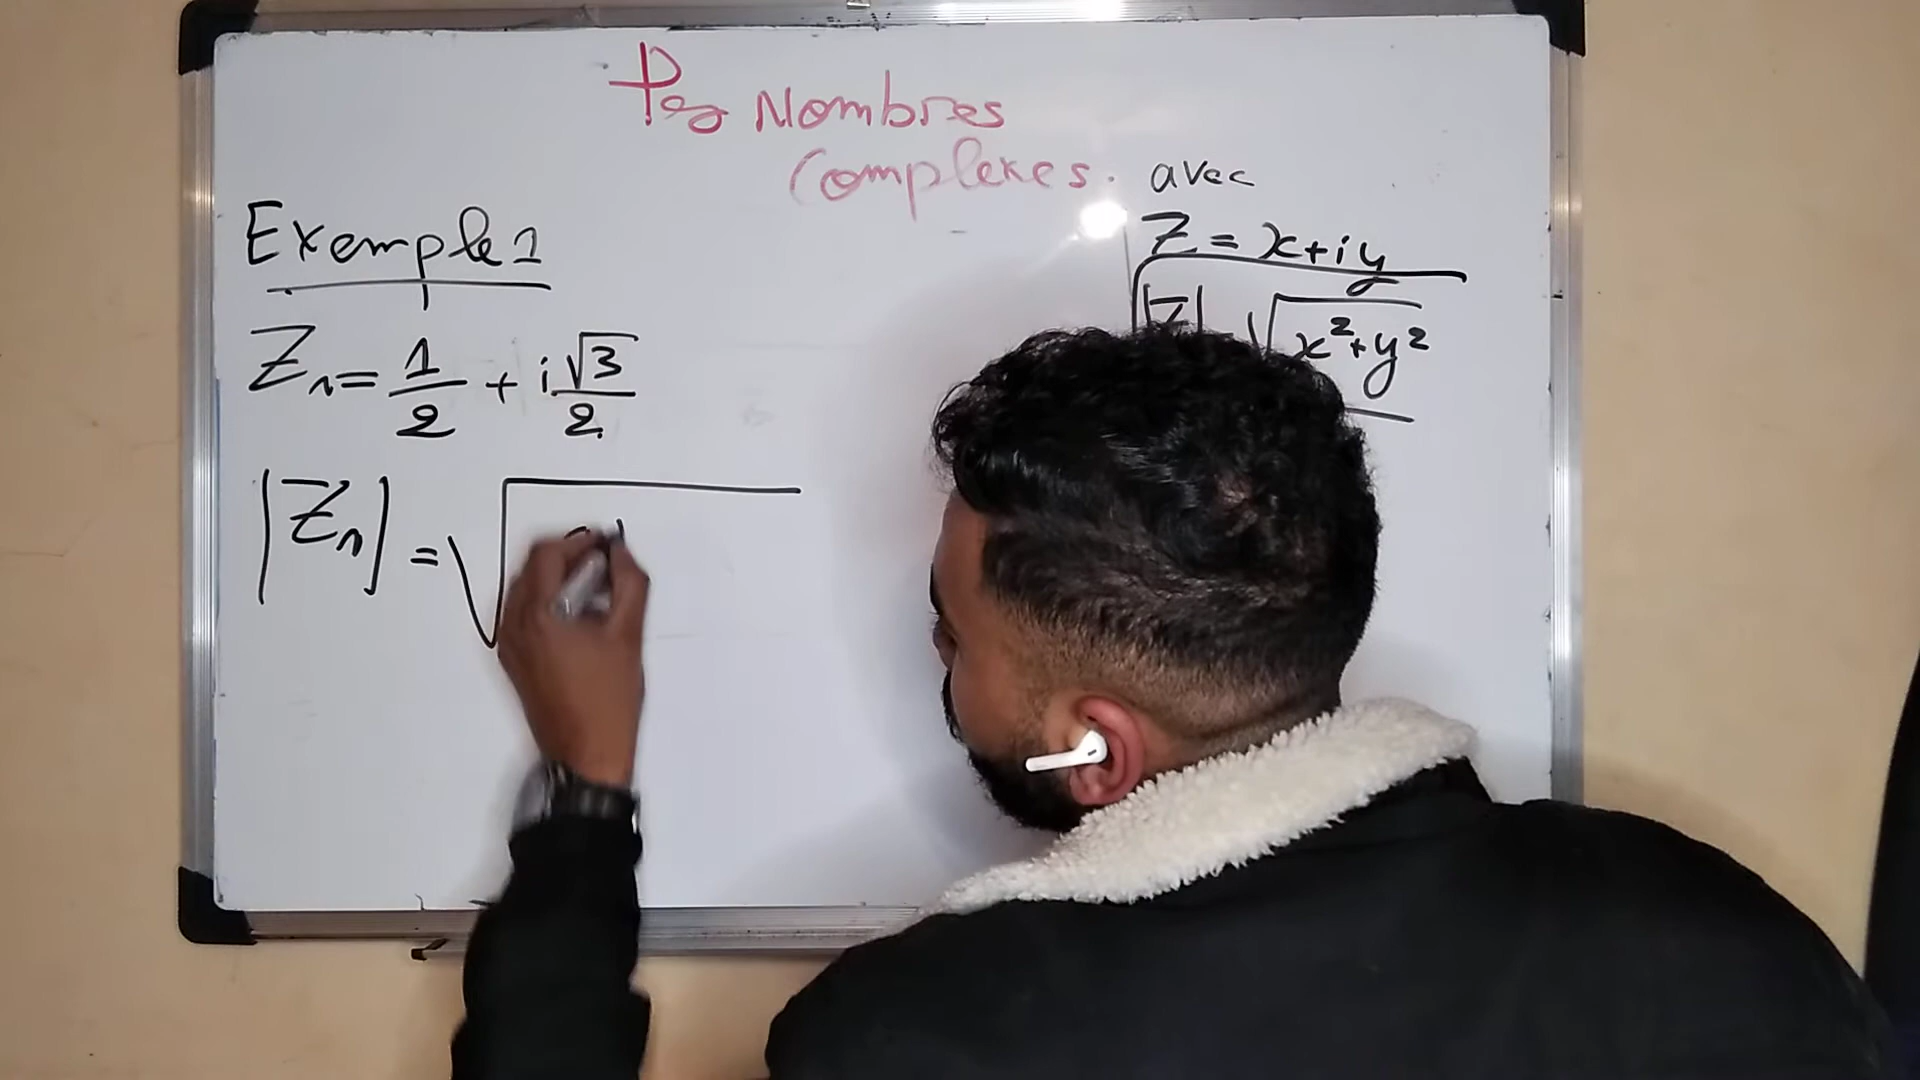 Les Nombres
Complexes.
avec
Z = x+iy
|Z| = √x²+y²
Exemple 1
Z₁ = 1/2 + i √3/2
|Z₁| = √